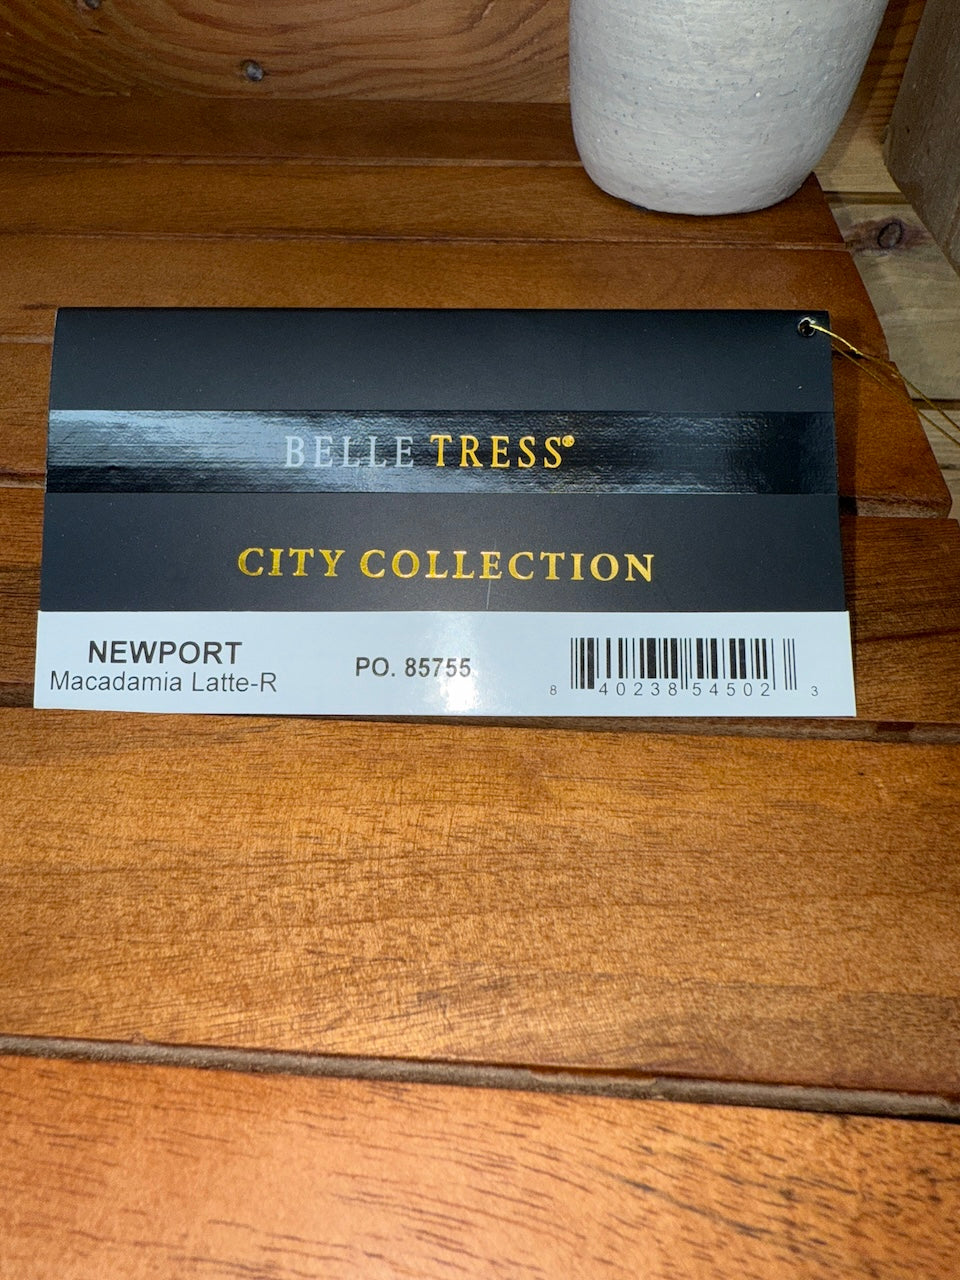 BELLE TRESS®
CITY COLLECTION
NEWPORT
Macadamia Latte-R
PO. 85755
8 40238 54502 3